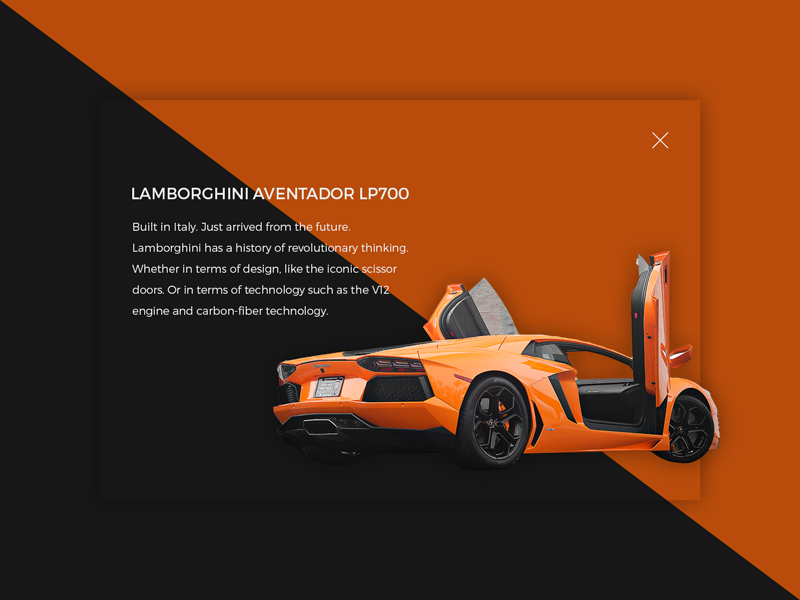 LAMBORGHINI AVENTADOR LP700
Built in Italy. Just arrived from the future.
Lamborghini has a history of revolutionary thinking.
Whether in terms of design, like the iconic scissor
doors. Or in terms of technology such as the V12
engine and carbon-fiber technology.